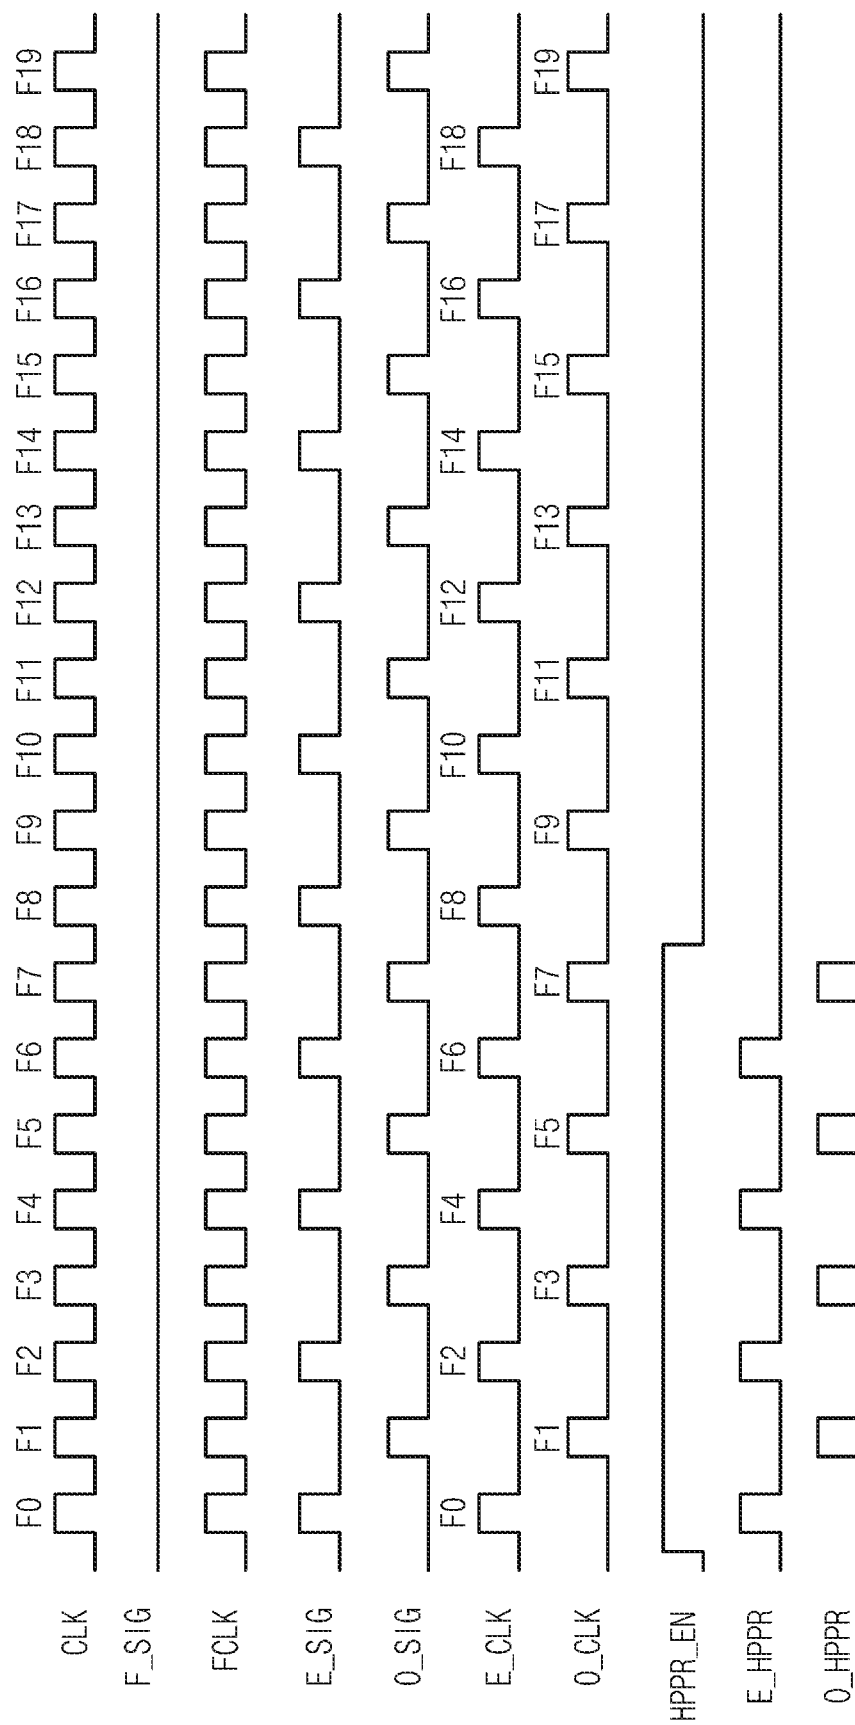 F0 F1 F2 F3 F4 F5 F6 F7 F8 F9 F10 F11 F12 F13 F14 F15 F16 F17 F18 F19
CLK
F_SIG
FCLK
E_SIG
O_SIG
F0 F2 F4 F6 F8 F10 F12 F14 F16 F18
E_CLK
F1 F3 F5 F7 F9 F11 F13 F15 F17 F19
O_CLK
HPPR_EN
E_HPPR
O_HPPR